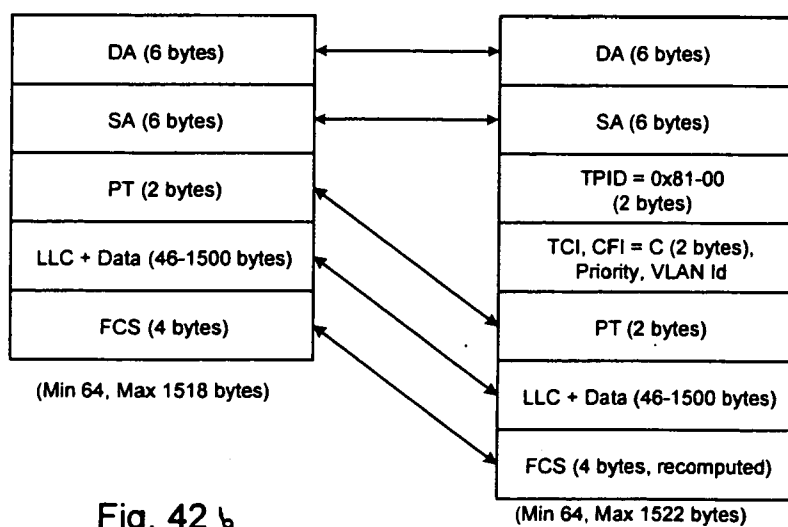 DA (6 bytes)
SA (6 bytes)
PT (2 bytes)
LLC + Data (46-1500 bytes)
FCS (4 bytes)
(Min 64, Max 1518 bytes)
DA (6 bytes)
SA (6 bytes)
TPID = 0x81-00
(2 bytes)
TCI, CFI = C (2 bytes),
Priority, VLAN Id
PT (2 bytes)
LLC + Data (46-1500 bytes)
FCS (4 bytes, recomputed)
(Min 64, Max 1522 bytes)
Fig. 42 b